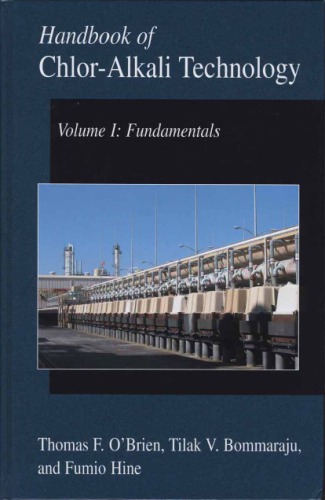 Handbook of
Chlor-Alkali Technology
Volume I: Fundamentals
Thomas F. O'Brien, Tilak V. Bommaraju,
and Fumio Hine